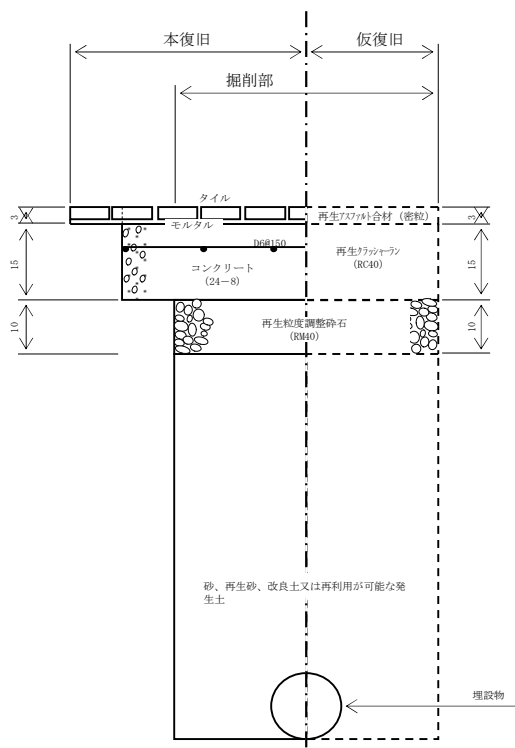 本復旧
仮復旧
掘削部
タイル
3
再生ｱｽﾌｧﾙﾄ合材（密粒）
3
モルタル
D6@150
再生ｸﾗｯｼｬｰﾗﾝ
(RC40)
15
コンクリート
(24－8)
15
10
再生粒度調整砕石
(RM40)
10
砂、再生砂、改良土又は再利用が可能な発
生土
埋設物